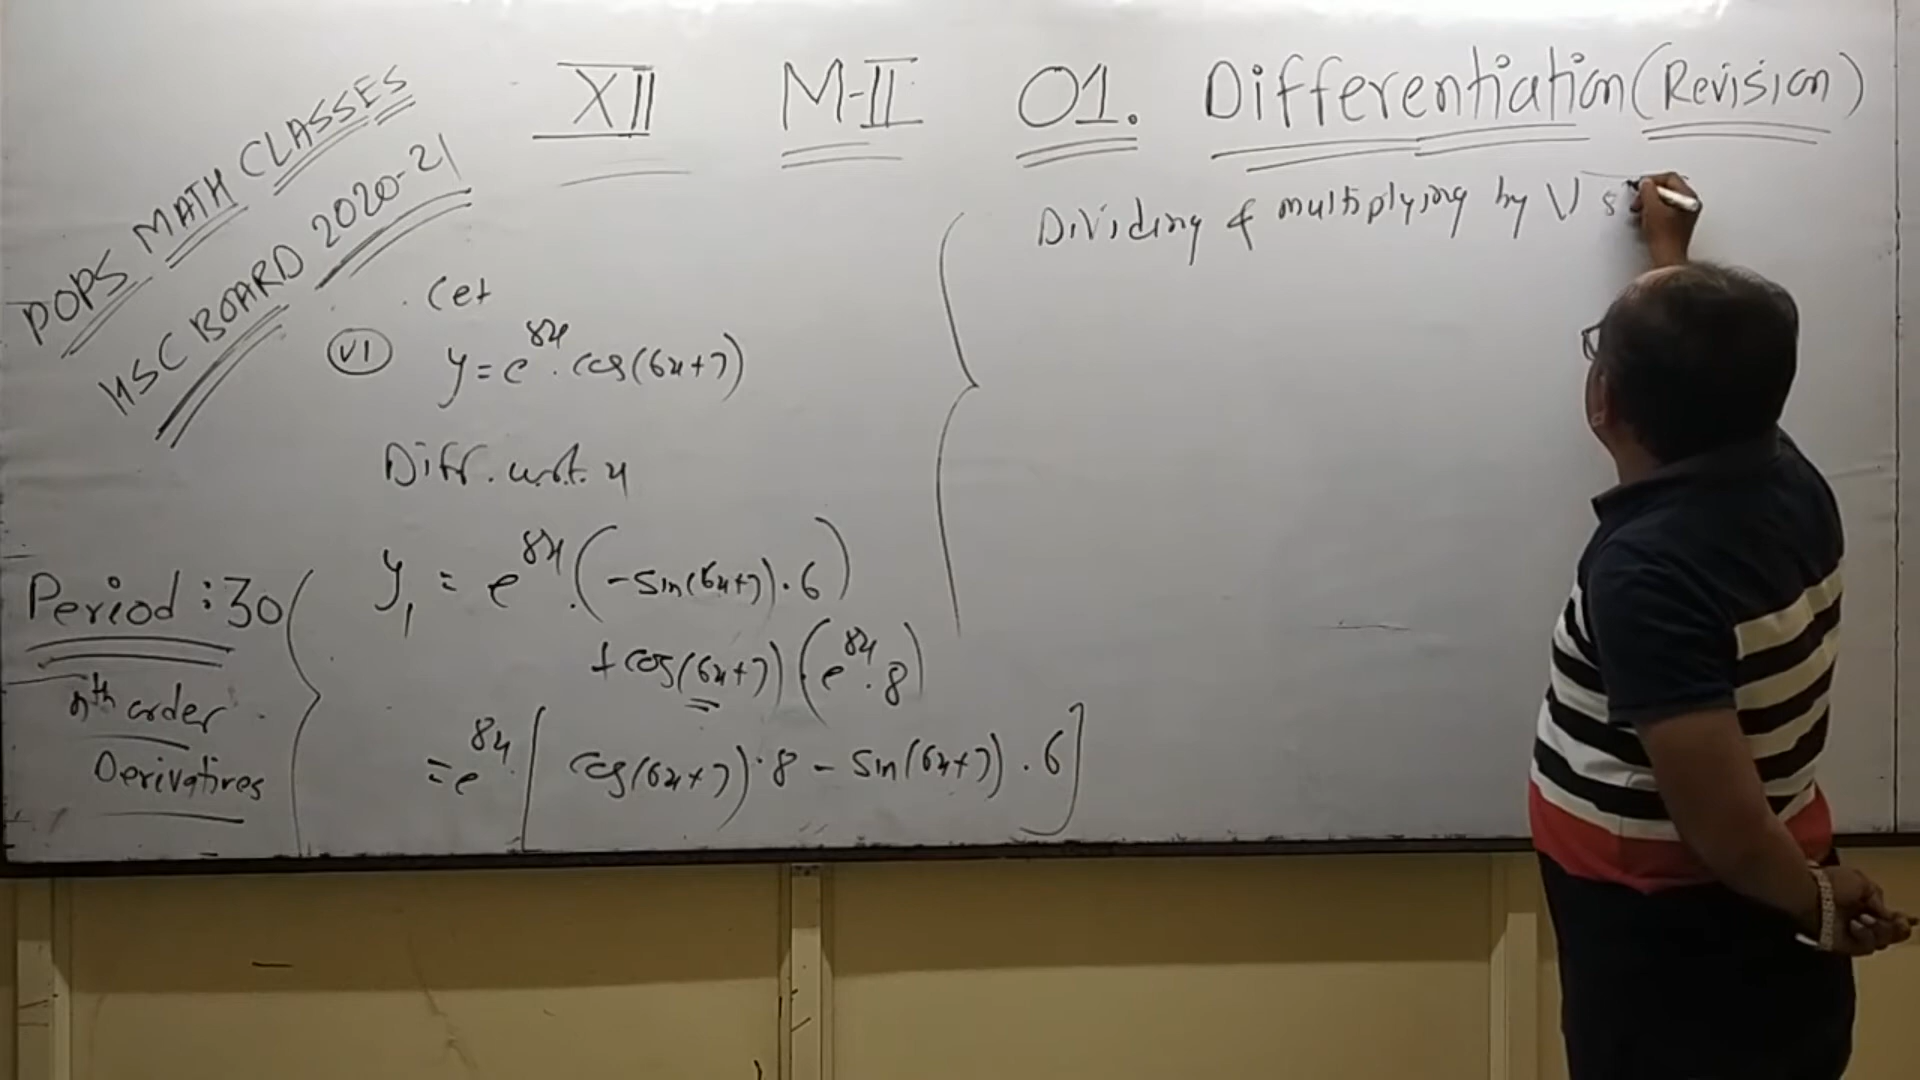 POPS MATH CLASSES
HSC BOARD 2020-21
XII M-II 01. Differentiation (Revision)
Let
(VI) y = e^8x . cos(6x+7)
Diff. w.r.t. x
y₁ = e^8x . (-sin(6x+7).6)
+ cos(6x+7) (e^8x . 8)
= e^8x . [cos(6x+7).8 - sin(6x+7).6]
Period : 30
nth order
Derivatives
Dividing & multiplying by √8